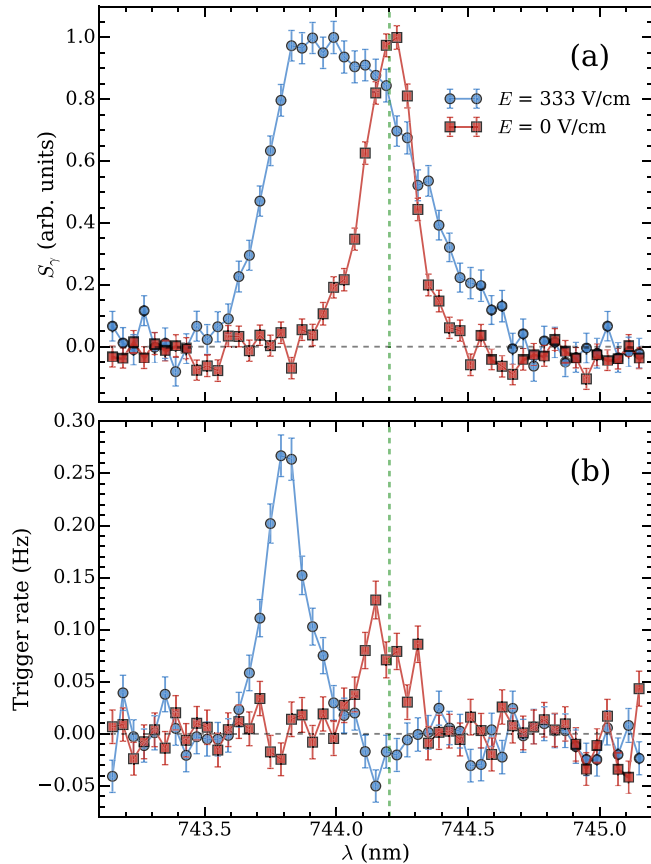 (a)
E = 333 V/cm
E = 0 V/cm
S_γ (arb. units)
1.0
0.8
0.6
0.4
0.2
0.0
(b)
Trigger rate (Hz)
0.30
0.25
0.20
0.15
0.10
0.05
0.00
−0.05
743.5
744.0
744.5
745.0
λ (nm)